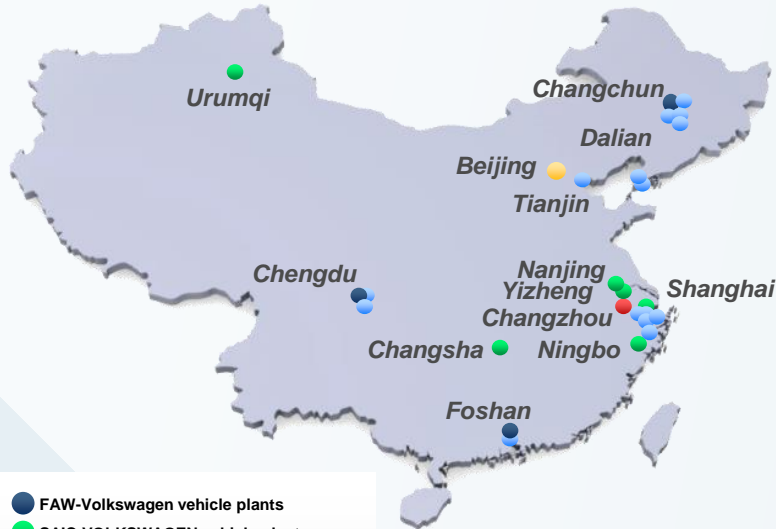 Changchun
Urumqi
Dalian
Beijing
Tianjin
Nanjing
Chengdu
Yizheng
Shanghai
Changzhou
Changsha
Ningbo
Foshan
FAW-Volkswagen vehicle plants